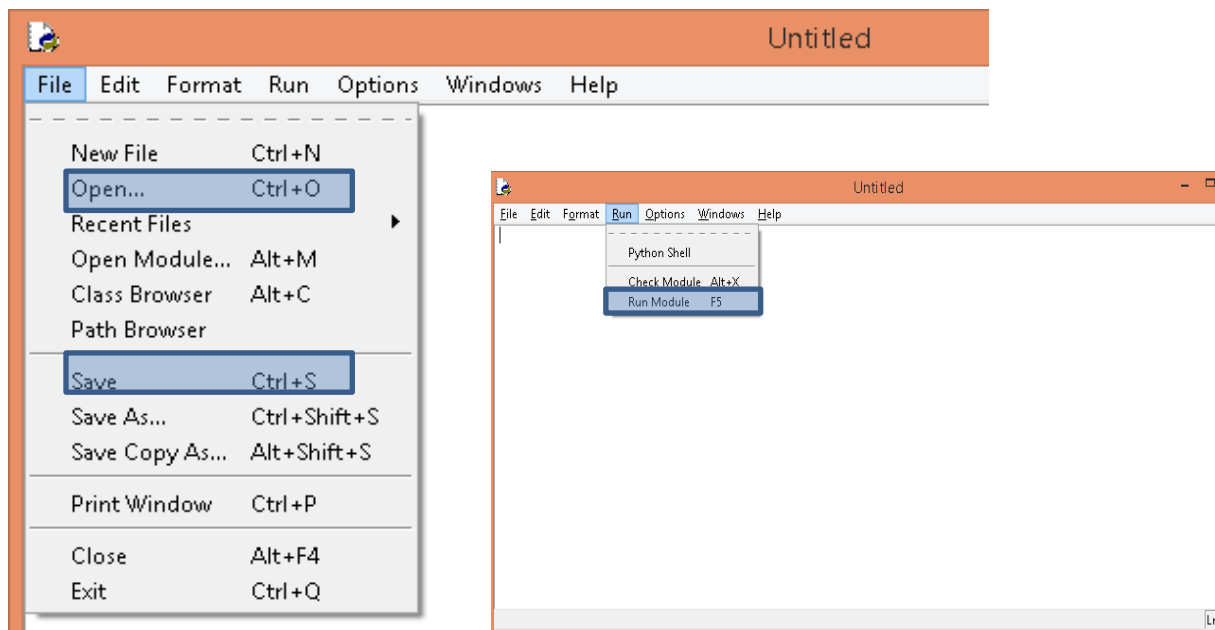 Untitled
File Edit Format Run Options Windows Help
New File Ctrl+N
Open... Ctrl+O
Recent Files
Open Module... Alt+M
Class Browser Alt+C
Path Browser
Save Ctrl+S
Save As... Ctrl+Shift+S
Save Copy As... Alt+Shift+S
Print Window Ctrl+P
Close Alt+F4
Exit Ctrl+Q
Untitled
File Edit Format Run Options Windows Help
Python Shell
Check Module Alt+X
Run Module F5